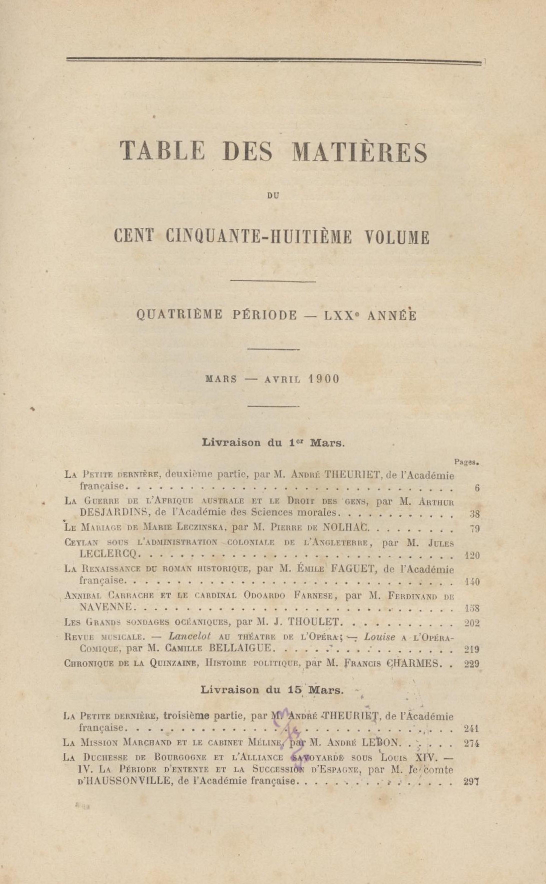 TABLE DES MATIÈRES
DU
CENT CINQUANTE-HUITIÈME VOLUME
QUATRIÈME PÉRIODE — LXXe ANNÉE
MARS — AVRIL 1900
Livraison du 1er Mars.
Pages.
LA PETITE DERNIÈRE, deuxième partie, par M. ANDRÉ THEURIET, de l'Académie
française. . . . . . . . . . . . . . . . . . . . . . . . . . . . . 6
LA GUERRE DE L'AFRIQUE AUSTRALE ET LE DROIT DES GENS, par M. ARTHUR
DESJARDINS, de l'Académie des Sciences morales. . . . . . . . . . . 38
LE MARIAGE DE MARIE LECZINSKA, par M. PIERRE DE NOLHAC. . . . . . . . 79
CEYLAN SOUS L'ADMINISTRATION COLONIALE DE L'ANGLETERRE, par M. JULES
LECLERCQ. . . . . . . . . . . . . . . . . . . . . . . . . . . . 120
LA RENAISSANCE DU ROMAN HISTORIQUE, par M. ÉMILE FAGUET, de l'Académie
française. . . . . . . . . . . . . . . . . . . . . . . . . . . . . 140
ANNIBAL CARRACHE ET LE CARDINAL ODOARDO FARNESE, par M. FERDINAND DE
NAVENNE. . . . . . . . . . . . . . . . . . . . . . . . . . . . 158
LES GRANDS SONDAGES OCÉANIQUES, par M. J. THOULET. . . . . . . . . . . 202
REVUE MUSICALE. — Lancelot AU THÉATRE DE L'OPÉRA; —, Louise A L'OPÉRA-
COMIQUE, par M. CAMILLE BELLAIGUE. . . . . . . . . . . . . . . . 219
CHRONIQUE DE LA QUINZAINE, HISTOIRE POLITIQUE, par M. FRANCIS CHARMES. . 229
Livraison du 15 Mars.
LA PETITE DERNIÈRE, troisième partie, par M. ANDRÉ THEURIET, de l'Académie
française. . . . . . . . . . . . . . . . . . . . . . . . . . . . . 241
LA MISSION MARCHAND ET LE CABINET MÉLINE, par M. ANDRÉ LEBON. . . . . . 274
LA DUCHESSE DE BOURGOGNE ET L'ALLIANCE SAVOYARDE SOUS LOUIS XIV. —
IV. LA PÉRIODE D'ENTENTE ET LA SUCCESSION D'ESPAGNE, par M. le comte
d'HAUSSONVILLE, de l'Académie française. . . . . . . . . . . . . . . 297